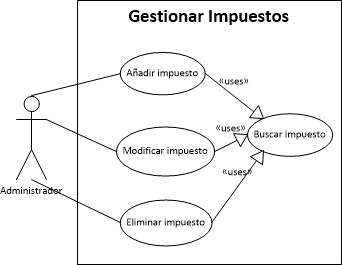 Gestionar Impuestos
Añadir impuesto
«uses»
«uses»
Buscar impuesto
Modificar impuesto
«uses»
Administrador
Eliminar impuesto